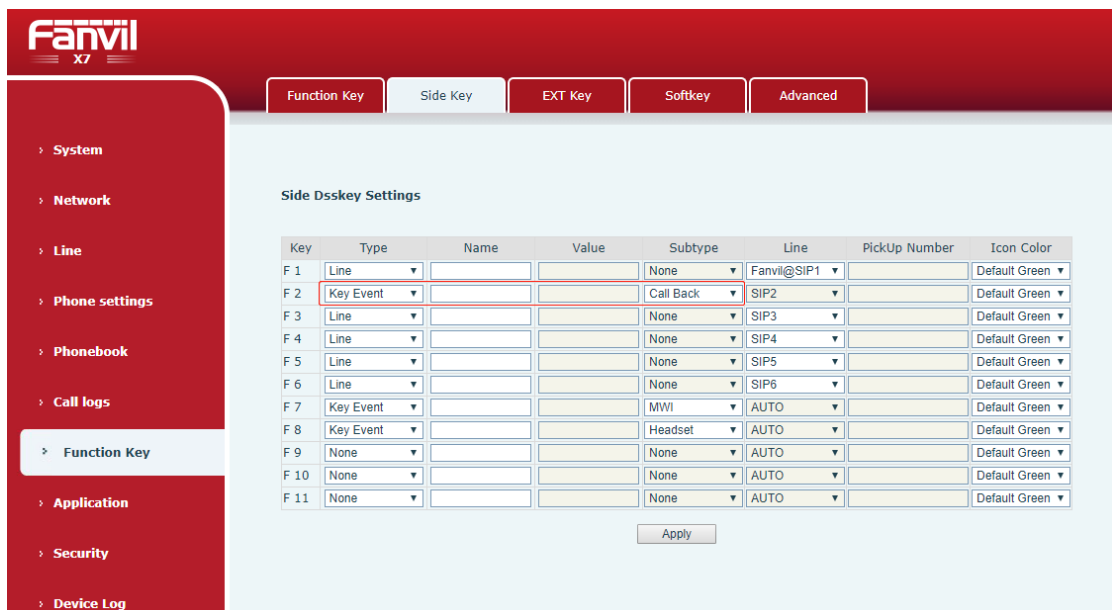 Fanvil
X7
Function Key Side Key EXT Key Softkey Advanced
› System
› Network
› Line
› Phone settings
› Phonebook
› Call logs
› Function Key
› Application
› Security
› Device Log
Side Dsskey Settings
Key Type Name Value Subtype Line PickUp Number Icon Color
F 1 Line None Fanvil@SIP1 Default Green
F 2 Key Event Call Back SIP2 Default Green
F 3 Line None SIP3 Default Green
F 4 Line None SIP4 Default Green
F 5 Line None SIP5 Default Green
F 6 Line None SIP6 Default Green
F 7 Key Event MWI AUTO Default Green
F 8 Key Event Headset AUTO Default Green
F 9 None None AUTO Default Green
F 10 None None AUTO Default Green
F 11 None None AUTO Default Green
Apply